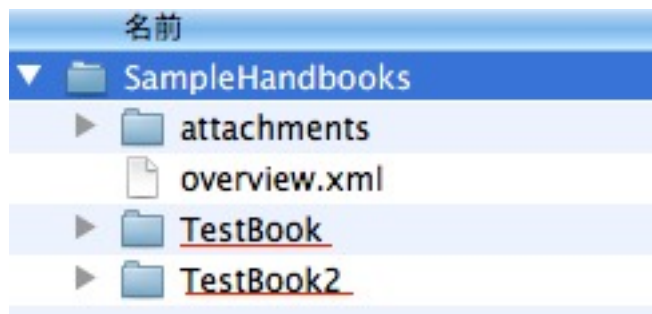 名前
SampleHandbooks
attachments
overview.xml
TestBook
TestBook2